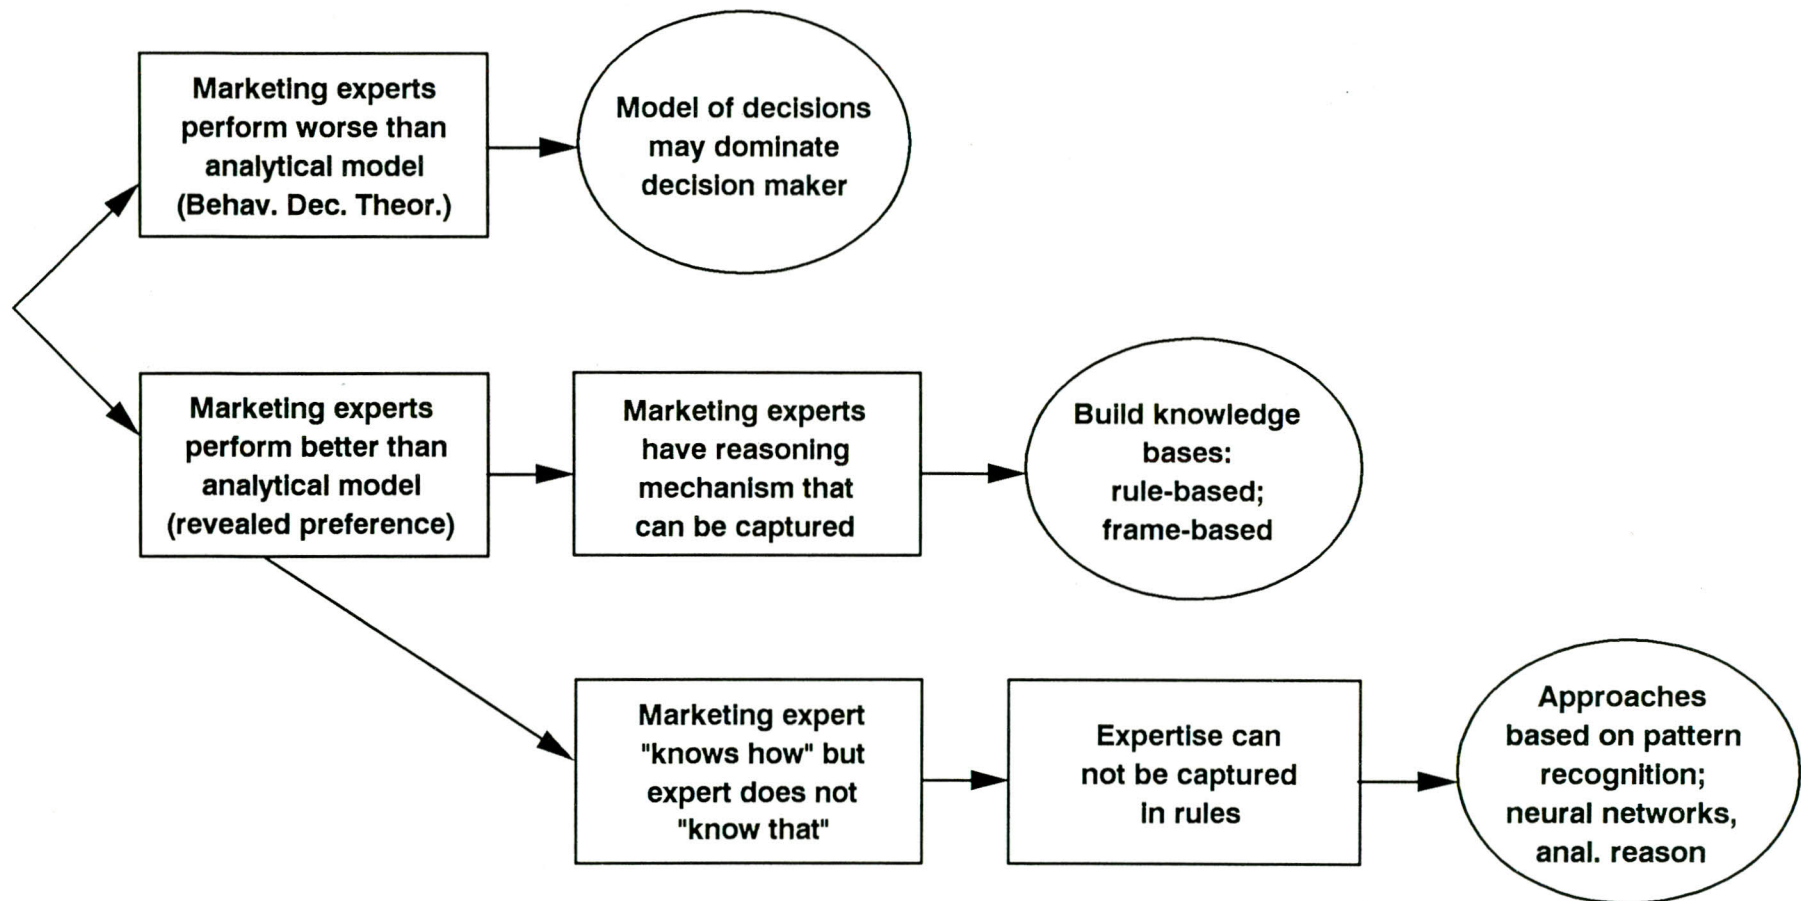 Marketing experts
perform worse than
analytical model
(Behav. Dec. Theor.)
Model of decisions
may dominate
decision maker
Marketing experts
perform better than
analytical model
(revealed preference)
Marketing experts
have reasoning
mechanism that
can be captured
Build knowledge
bases:
rule-based;
frame-based
Marketing expert
"knows how" but
expert does not
"know that"
Expertise can
not be captured
in rules
Approaches
based on pattern
recognition;
neural networks,
anal. reason